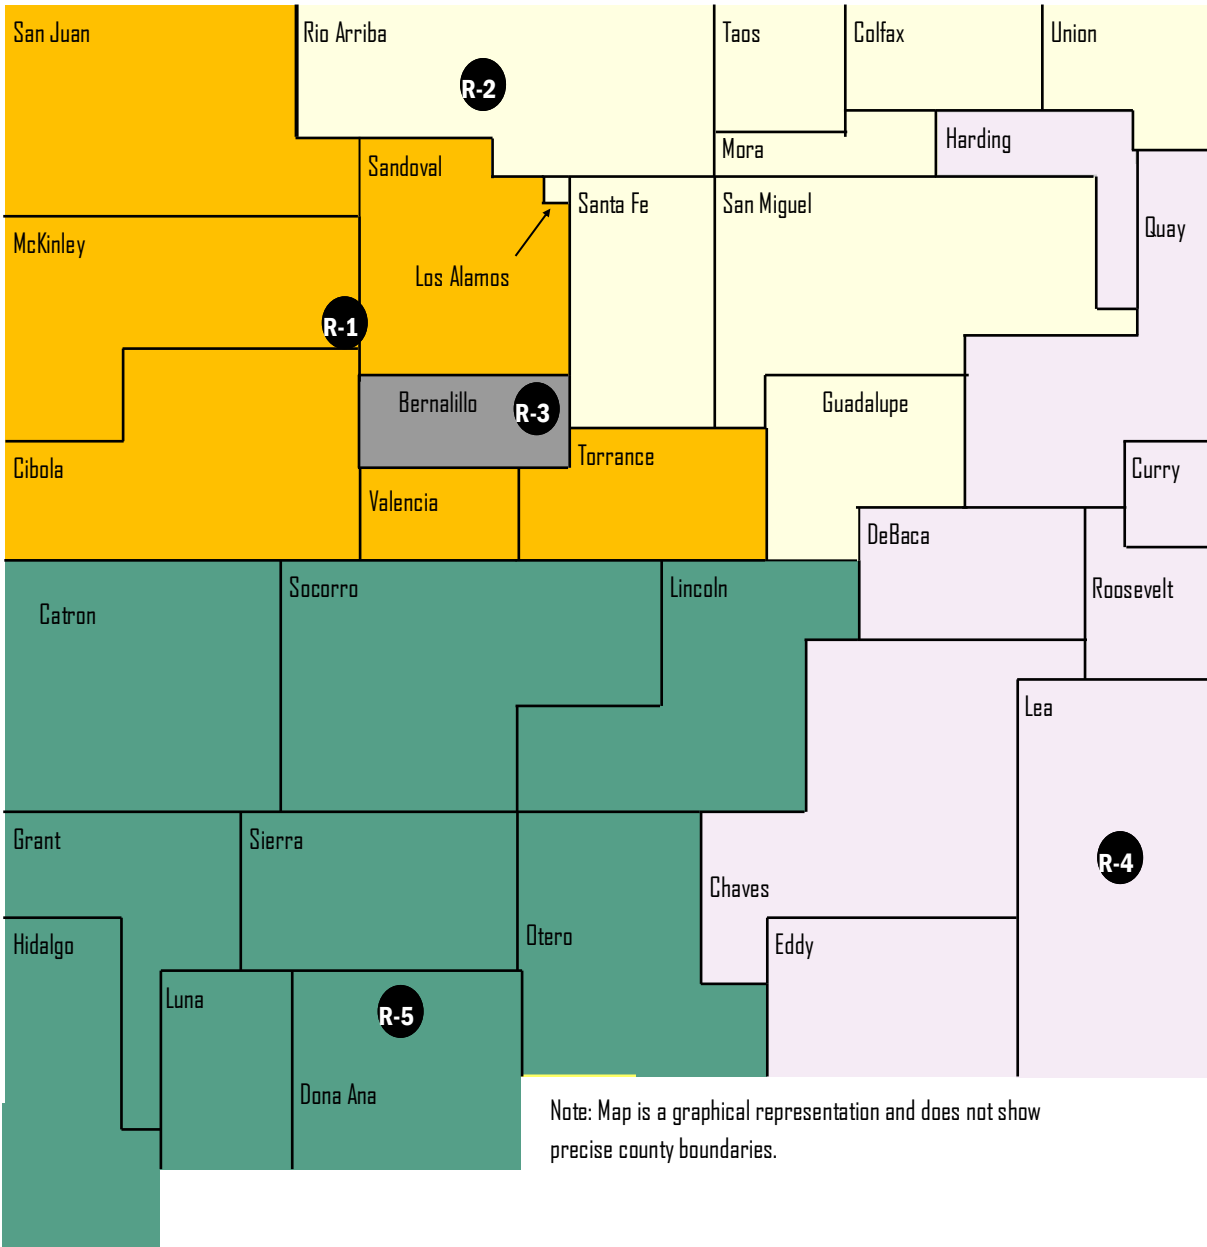 San Juan
Rio Arriba
Taos
Colfax
Union
R-2
Mora
Harding
Sandoval
Santa Fe
San Miguel
Quay
McKinley
Los Alamos
R-1
Bernalillo
R-3
Guadalupe
Cibola
Torrance
Curry
Valencia
DeBaca
Socorro
Lincoln
Roosevelt
Catron
Lea
Grant
Sierra
R-4
Chaves
Hidalgo
Otero
Eddy
Luna
R-5
Dona Ana
Note: Map is a graphical representation and does not show
precise county boundaries.